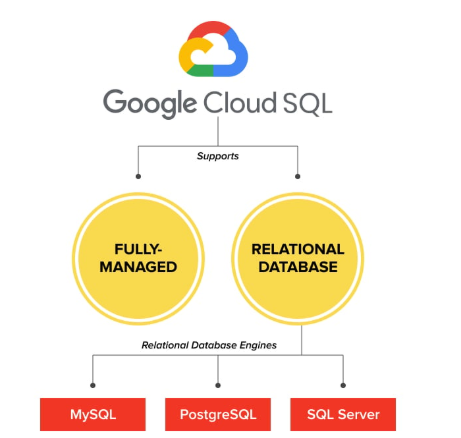 Google Cloud SQL
Supports
FULLY-
MANAGED
RELATIONAL
DATABASE
Relational Database Engines
MySQL
PostgreSQL
SQL Server